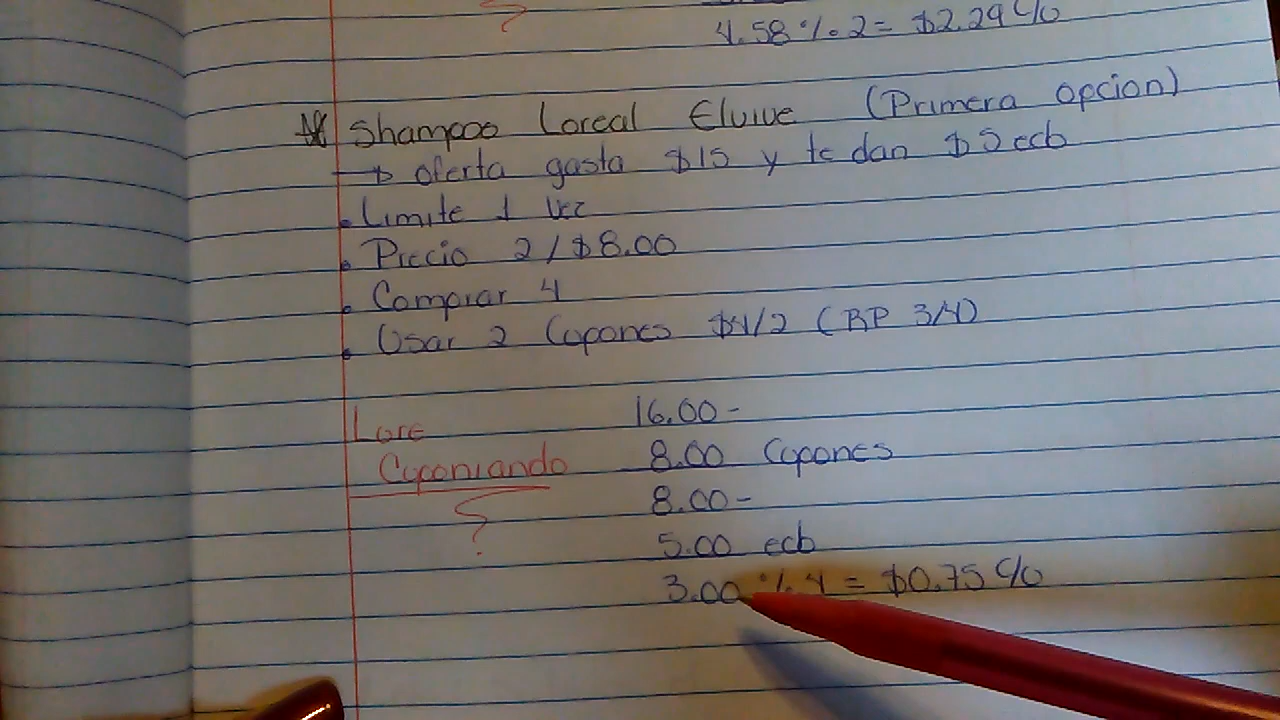 4.58 % 2 = $2.29 c/o
* Shampoo Loreal Elvive (Primera opcion)
→ oferta gasta $15 y te dan $5 ecb
• Limite 1 vez
• Precio 2/$8.00
• Comprar 4
• Usar 2 Cupones $4/2 (RP 3/4)
Lore 16.00-
Cuponiando 8.00 Cupones
8.00-
5.00 ecb
3.00 % 4 = $0.75 c/o